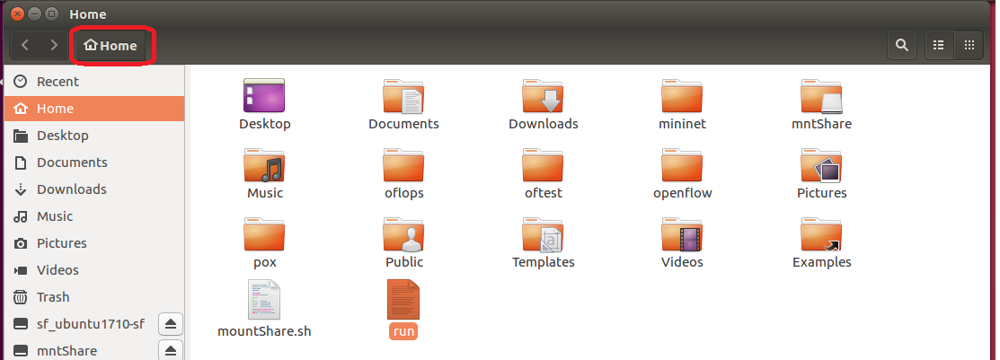 Home
Home
Recent
Home
Desktop
Documents
Downloads
Music
Pictures
Videos
Trash
sf_ubuntu1710-sf
mntShare
Desktop Documents Downloads mininet mntShare
Music oflops oftest openflow Pictures
pox Public Templates Videos Examples
mountShare.sh run